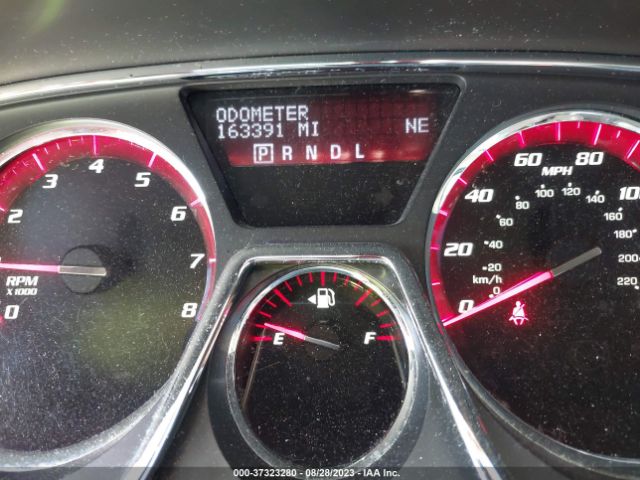 ODOMETER
163391 MI NE
P R N D L
0 2 3 4 5 6 7 8
RPM
X 1000
E F
0 20 40 60 80 100
MPH
0 20 40 60 80 100 120 140 160 180 200 220
km/h
000-37323280 - 08/28/2023 - IAA Inc.